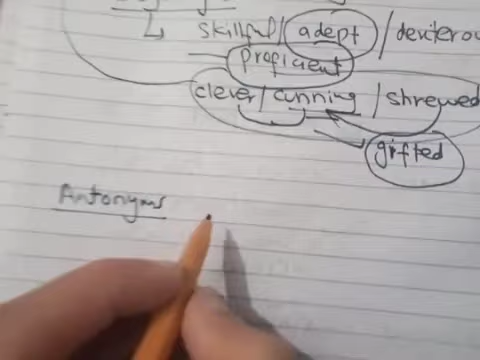 skillful/adept/dexterou
proficient
clever/cunning/shrewed
gifted
Antonyms